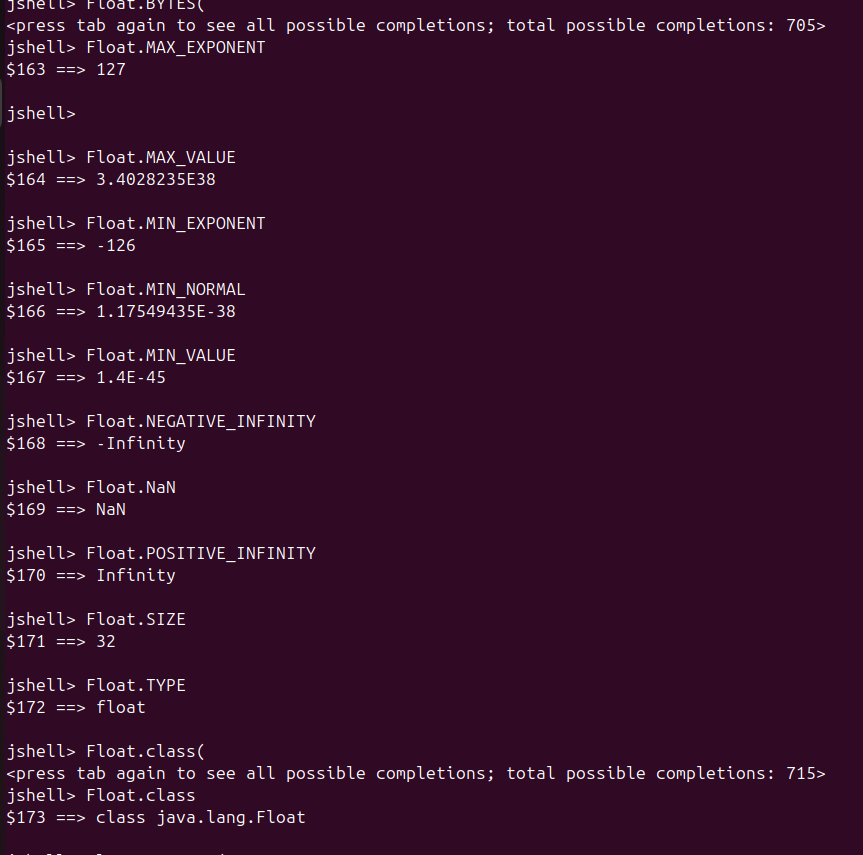 jshell> Float.BYTES(
<press tab again to see all possible completions; total possible completions: 705>
jshell> Float.MAX_EXPONENT
$163 ==> 127
jshell>
jshell> Float.MAX_VALUE
$164 ==> 3.4028235E38
jshell> Float.MIN_EXPONENT
$165 ==> -126
jshell> Float.MIN_NORMAL
$166 ==> 1.17549435E-38
jshell> Float.MIN_VALUE
$167 ==> 1.4E-45
jshell> Float.NEGATIVE_INFINITY
$168 ==> -Infinity
jshell> Float.NaN
$169 ==> NaN
jshell> Float.POSITIVE_INFINITY
$170 ==> Infinity
jshell> Float.SIZE
$171 ==> 32
jshell> Float.TYPE
$172 ==> float
jshell> Float.class(
<press tab again to see all possible completions; total possible completions: 715>
jshell> Float.class
$173 ==> class java.lang.Float